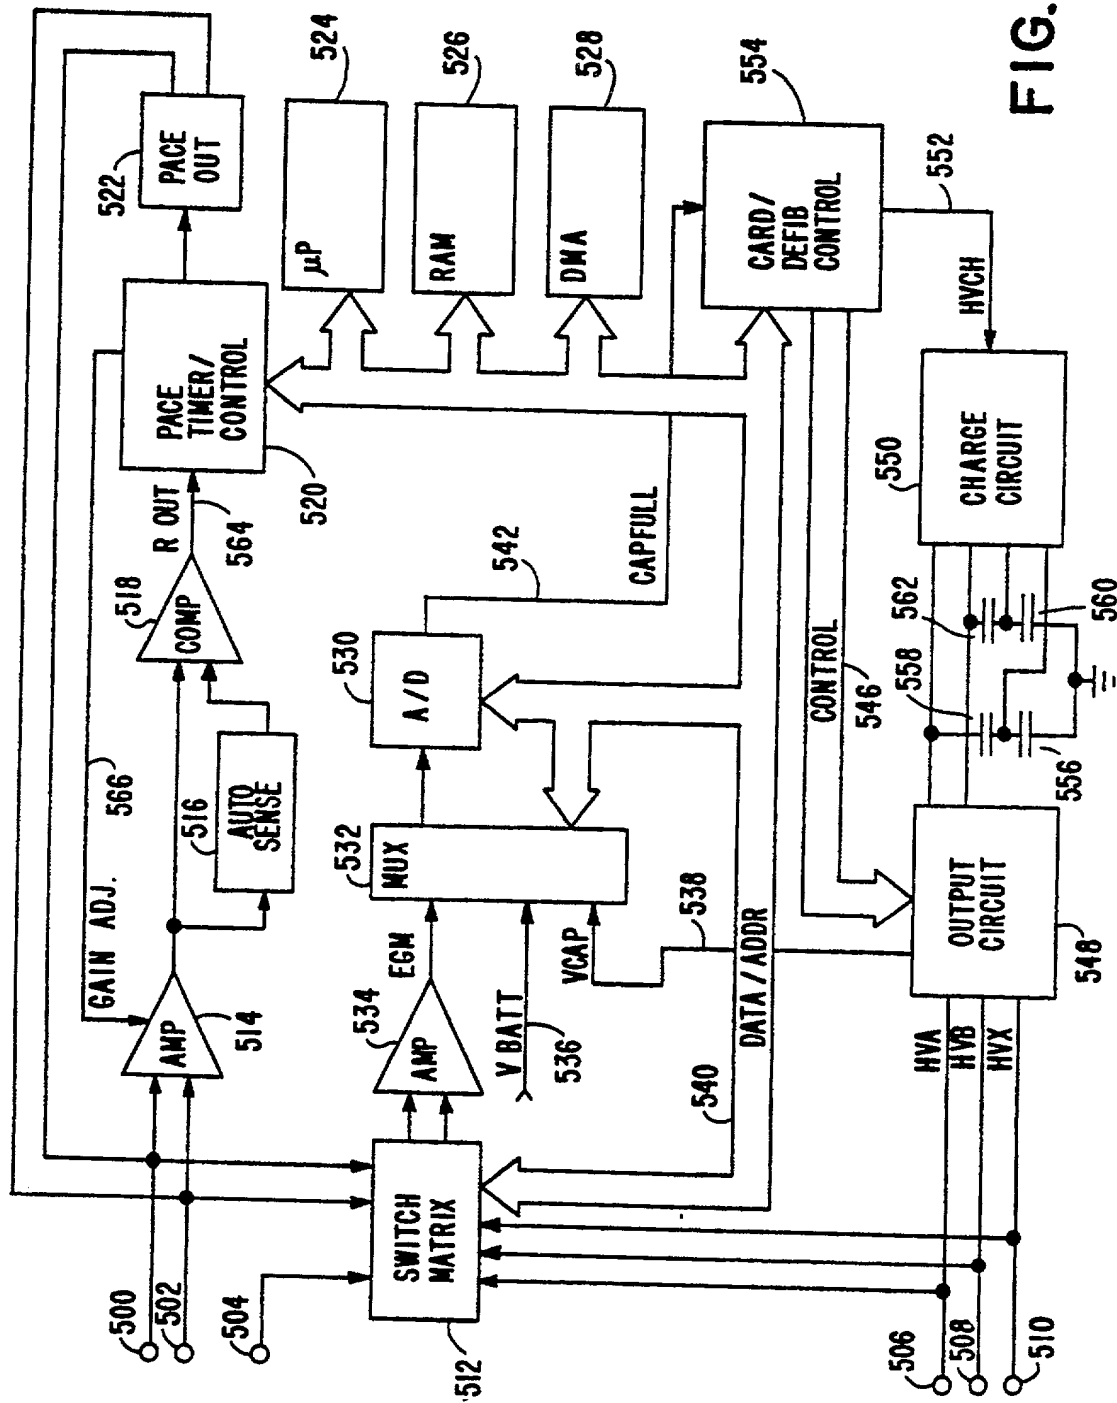 500
502
504
506
508
510
512
SWITCH
MATRIX
AMP
514
GAIN ADJ.
566
516
AUTO
SENSE
518
COMP
R OUT
564
PACE
TIMER/
CONTROL
520
522
PACE
OUT
534
AMP
EGM
V BATT
536
VCAP
538
532
MUX
530
A/D
542
CAPFULL
µP
524
RAM
526
DMA
528
540
DATA/ADDR
CONTROL
546
CARD/
DEFIB
CONTROL
554
552
HVCH
HVA
HVB
HVX
OUTPUT
CIRCUIT
548
556
558
562
560
550
CHARGE
CIRCUIT
FIG.